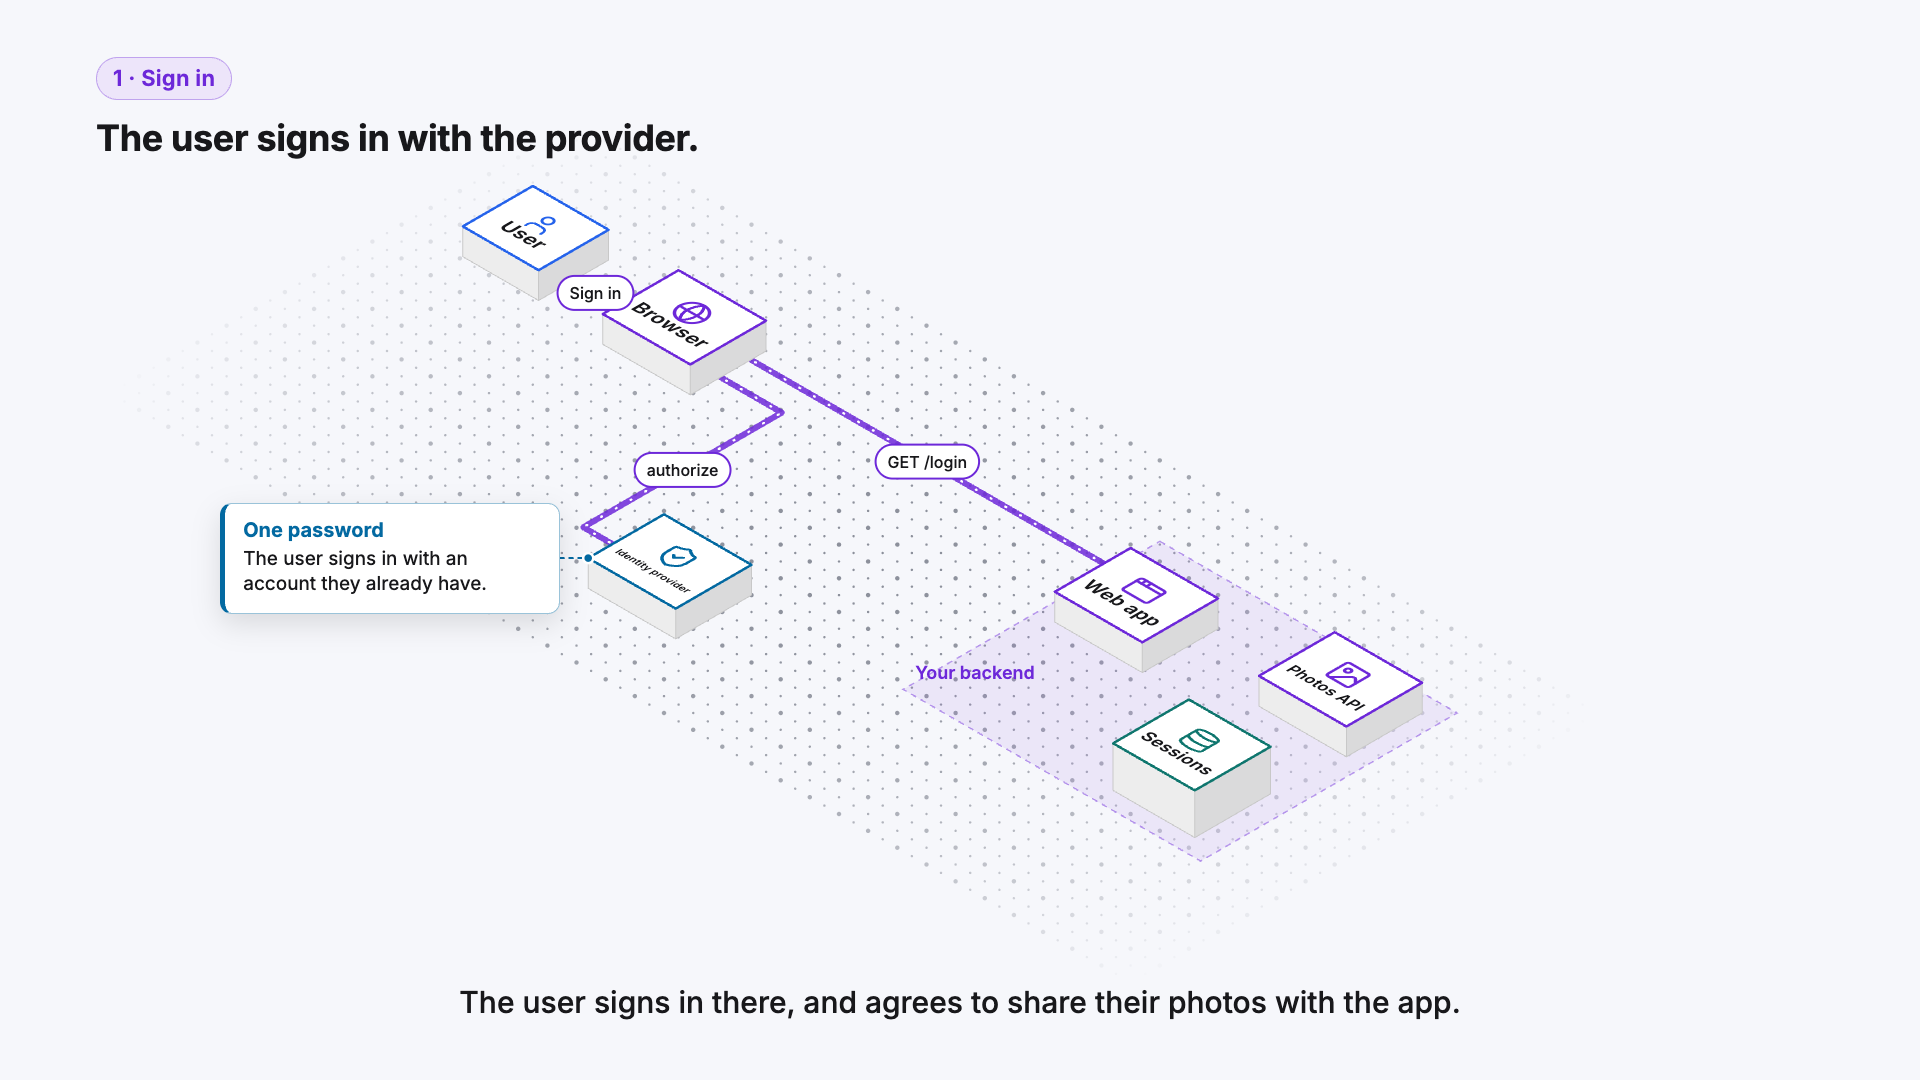 1 · Sign in
The user signs in with the provider.
User
Sign in
Browser
GET /login
authorize
One password
The user signs in with an
account they already have.
Identity provider
Web app
Your backend
Photos API
Sessions
The user signs in there, and agrees to share their photos with the app.